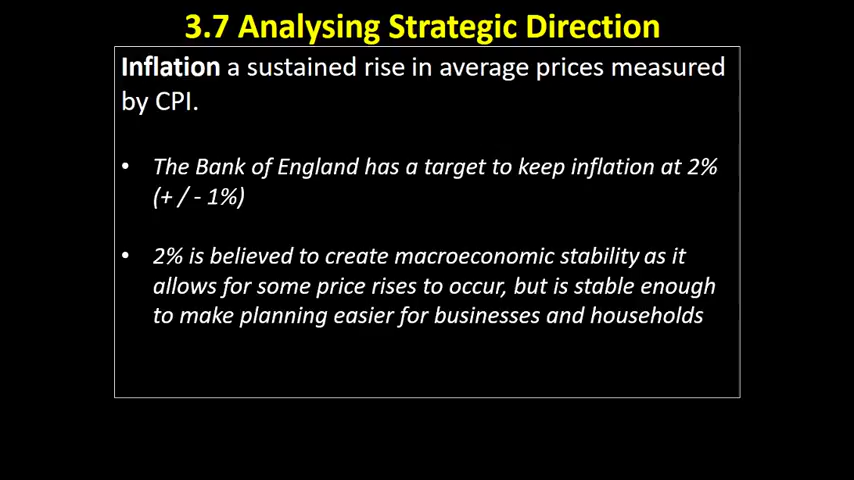 3.7 Analysing Strategic Direction
Inflation a sustained rise in average prices measured
by CPI.
• The Bank of England has a target to keep inflation at 2%
(+ / - 1%)
• 2% is believed to create macroeconomic stability as it
allows for some price rises to occur, but is stable enough
to make planning easier for businesses and households